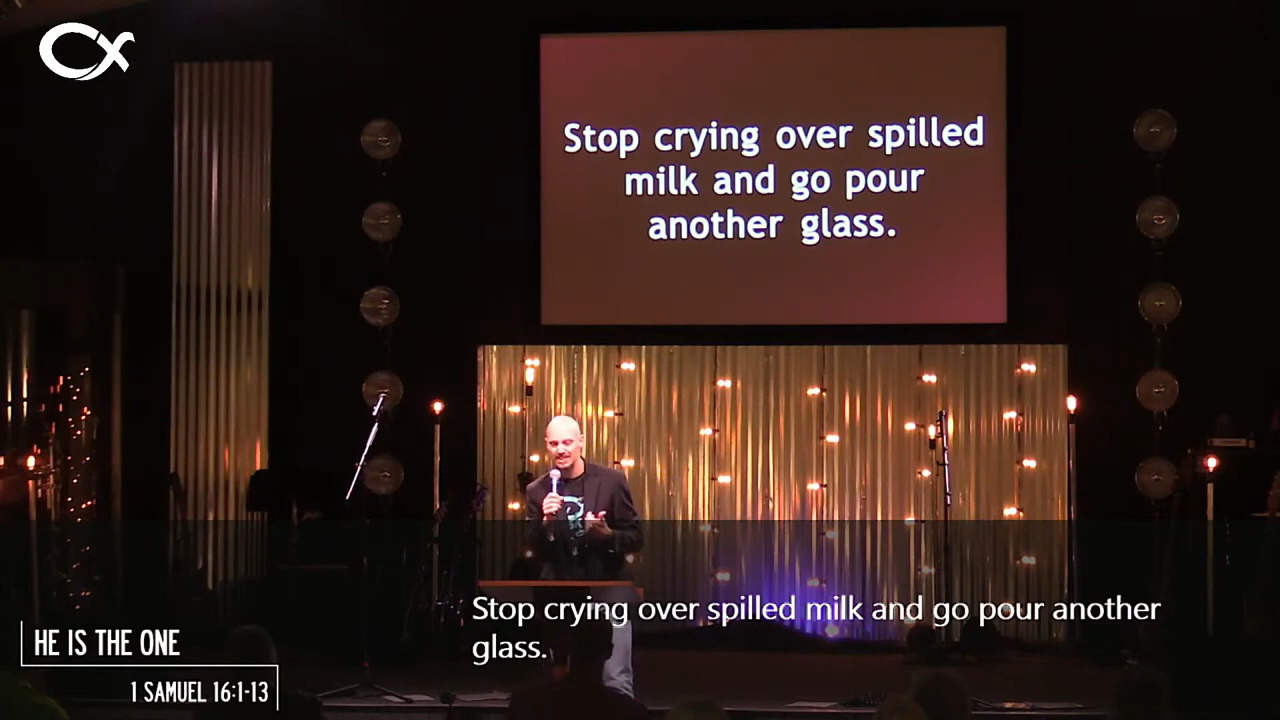 CX
Stop crying over spilled
milk and go pour
another glass.
Stop crying over spilled milk and go pour another
glass.
HE IS THE ONE
1 SAMUEL 16:1-13